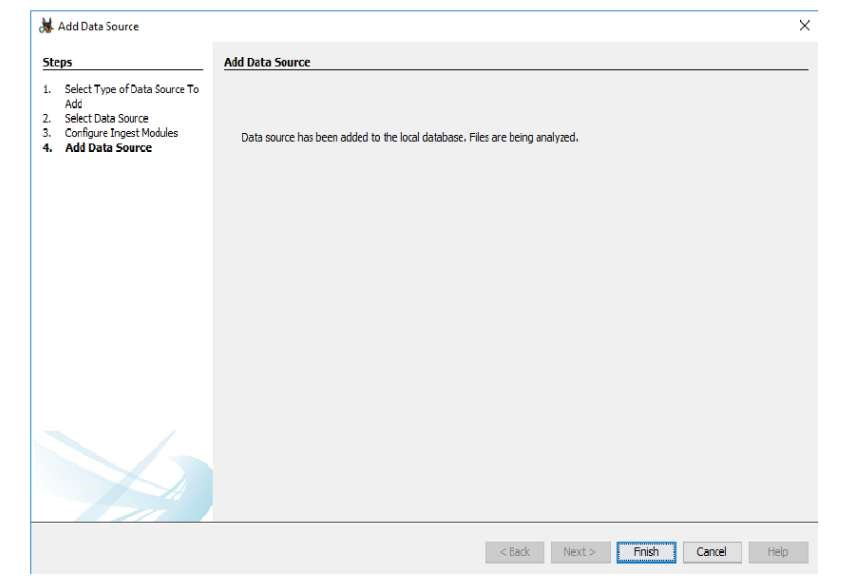 Add Data Source
Steps
1. Select Type of Data Source To
Add
2. Select Data Source
3. Configure Ingest Modules
4. Add Data Source
Add Data Source
Data source has been added to the local database. Files are being analyzed.
< Back Next > Finish Cancel Help